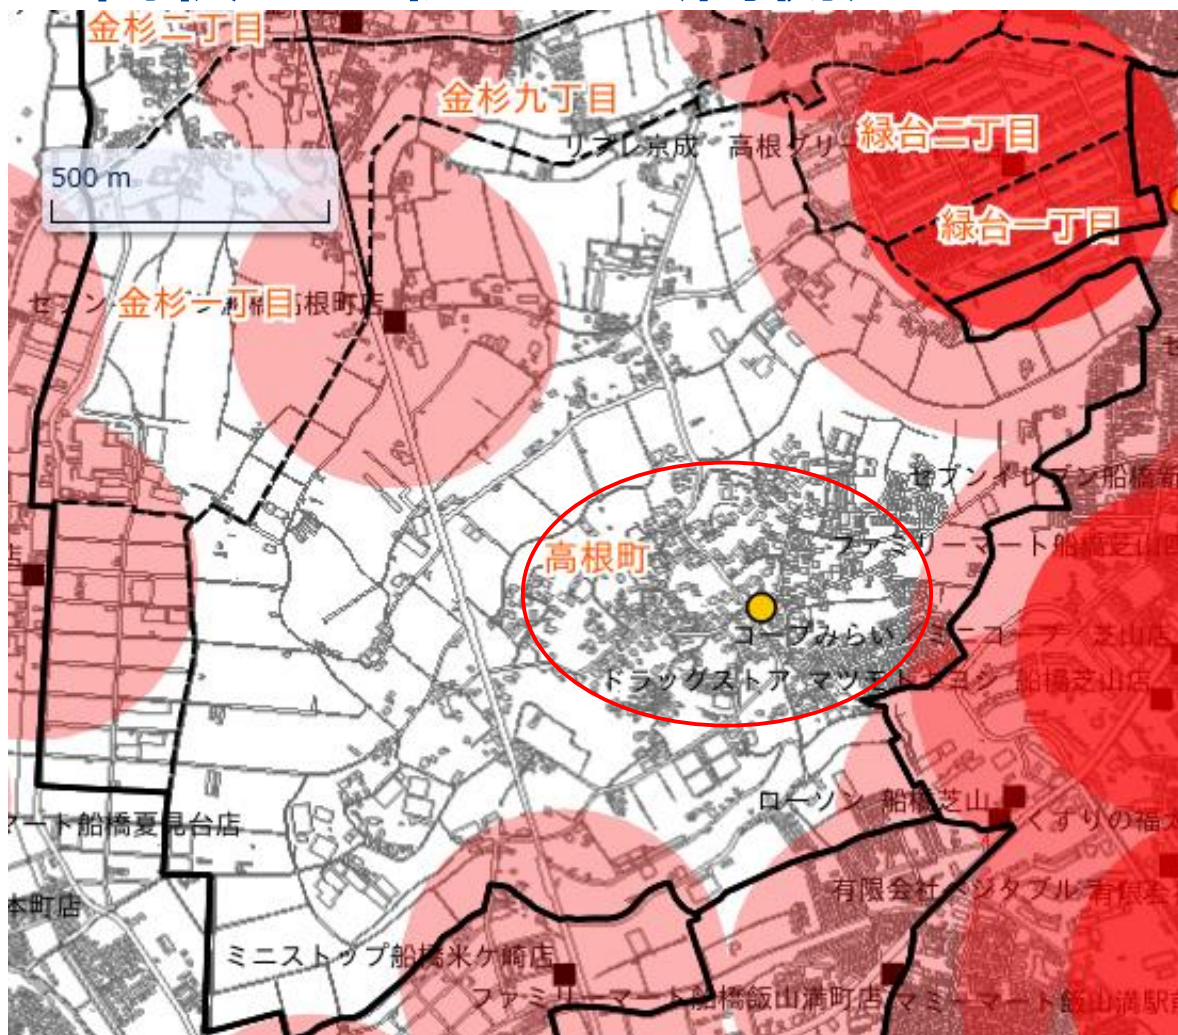 金杉二丁目
金杉九丁目
リブレ京成 高根グリー
緑台二丁目
500 m
緑台一丁目
セブン
金杉一丁目
高根町店
セ
セブンイレブン船橋新
ファミリーマート船橋芝山四
高根町
店
コープみらい ミニコープ 芝山店
ドラッグストア マツモトキヨシ 船橋芝山店
ローソン 船橋芝山
くすりの福太
マート船橋夏見台店
有限会社ベジタブル
有限会
本町店
ミニストップ船橋米ケ崎店
ファミリーマート船橋飯山満町店
マミーマート飯山満駅前